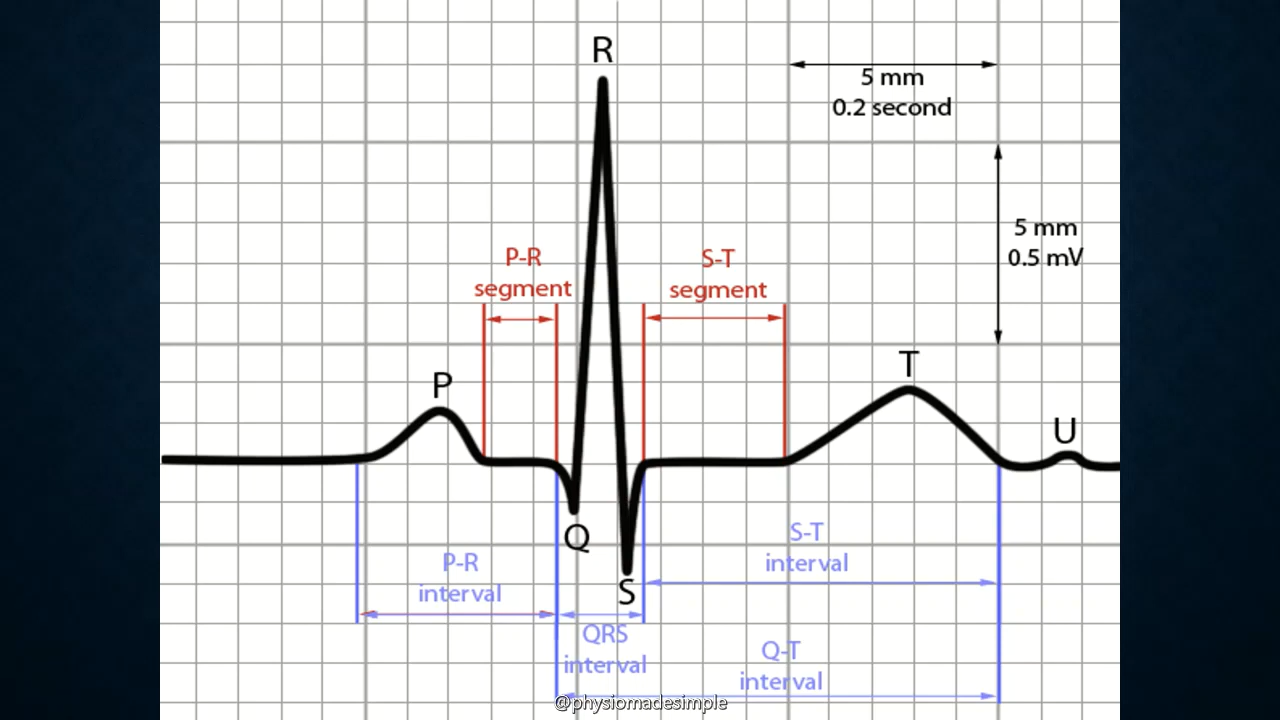 R
5 mm
0.2 second
5 mm
0.5 mV
P-R
segment
S-T
segment
P
T
U
Q
S
P-R
interval
S-T
interval
QRS
interval
Q-T
interval
@physiomadesimple